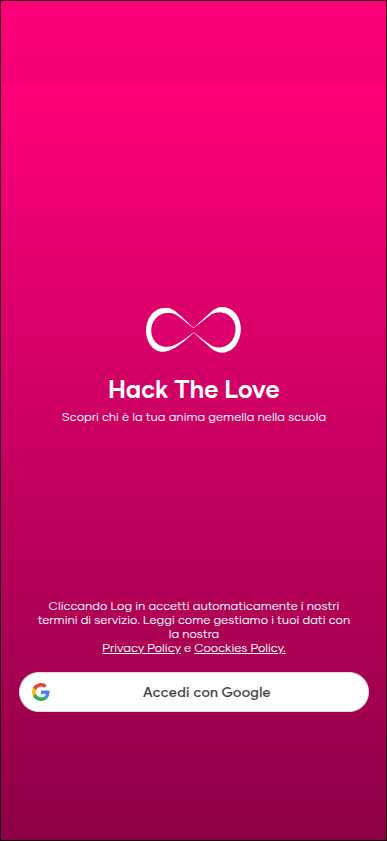 Hack The Love
Scopri chi è la tua anima gemella nella scuola
Cliccando Log in accetti automaticamente i nostri
termini di servizio. Leggi come gestiamo i tuoi dati con
la nostra
Privacy Policy e Coockies Policy.
Accedi con Google